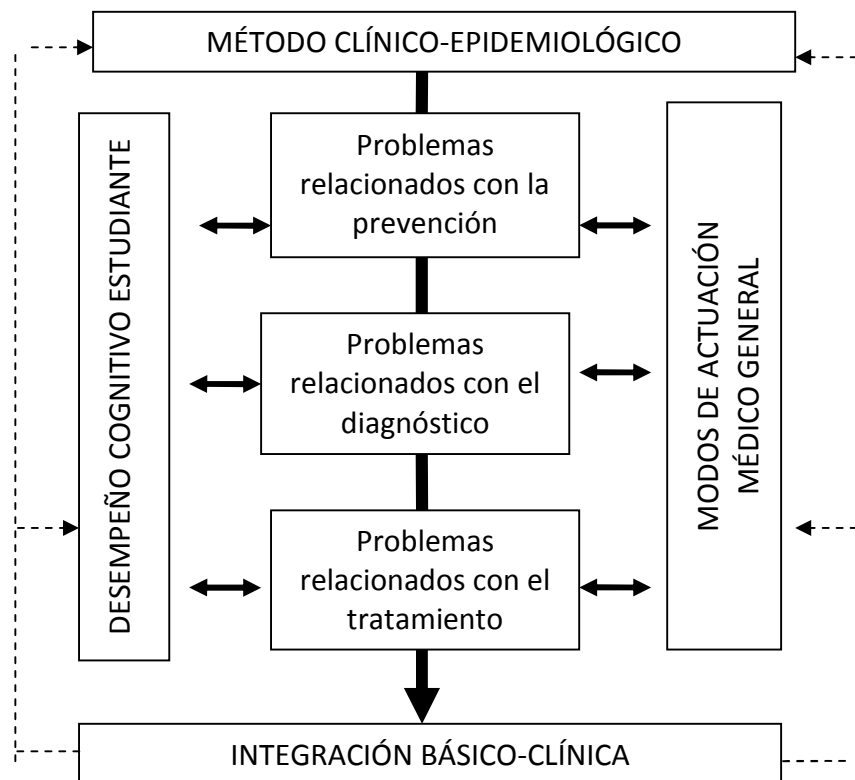 MÉTODO CLÍNICO-EPIDEMIOLÓGICO
DESEMPEÑO COGNITIVO ESTUDIANTE
Problemas
relacionados con la
prevención
Problemas
relacionados con el
diagnóstico
Problemas
relacionados con el
tratamiento
MODOS DE ACTUACIÓN
MÉDICO GENERAL
INTEGRACIÓN BÁSICO-CLÍNICA